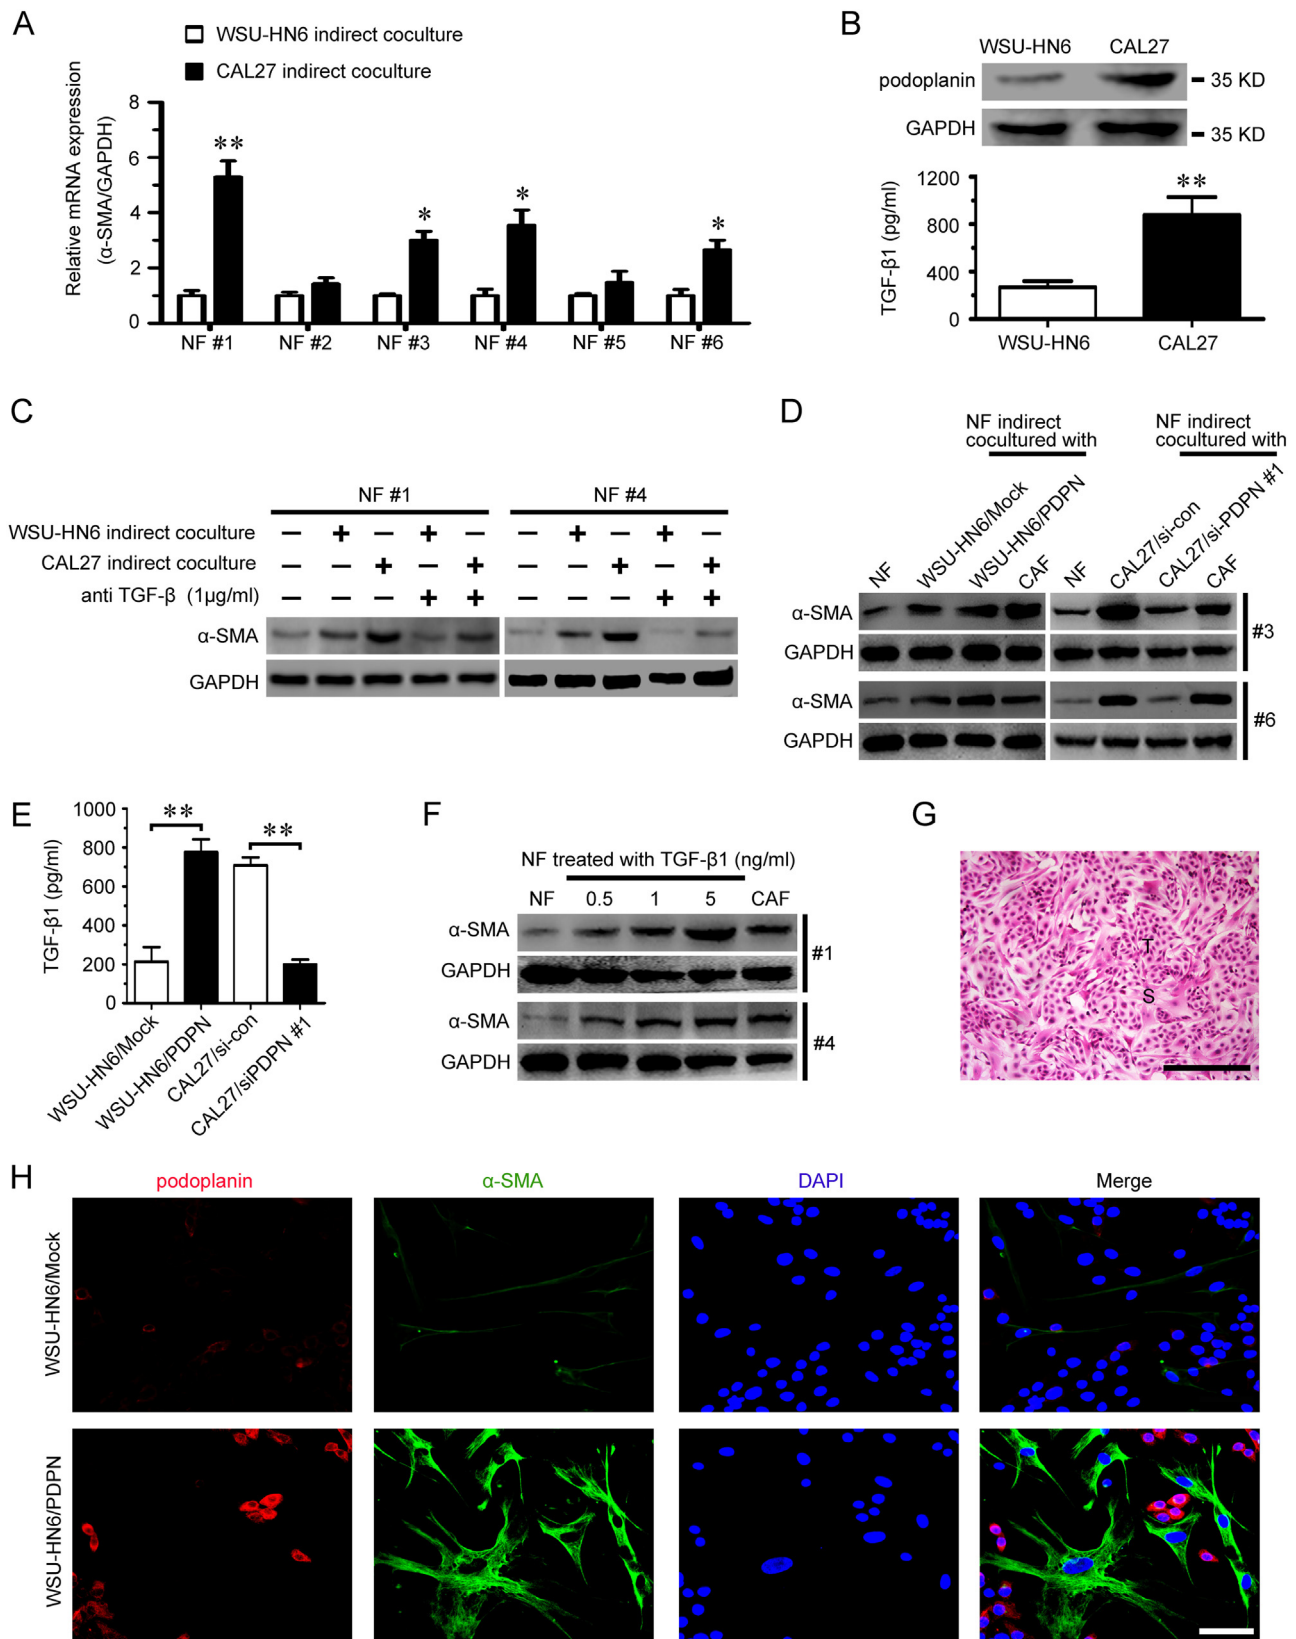 A
WSU-HN6 indirect coculture
CAL27 indirect coculture
Relative mRNA expression
(α-SMA/GAPDH)
8
6
4
2
0
**
*
*
*
NF #1 NF #2 NF #3 NF #4 NF #5 NF #6
B
WSU-HN6 CAL27
podoplanin 35 KD
GAPDH 35 KD
TGF-β1 (pg/ml)
1200
800
400
0
**
WSU-HN6 CAL27
C
NF #1 NF #4
WSU-HN6 indirect coculture − + − + − − + − + −
CAL27 indirect coculture − − + − + − − + − +
anti TGF-β (1µg/ml) − − − + + − − − + +
α-SMA
GAPDH
D
NF indirect
cocultured with
NF indirect
cocultured with
NF WSU-HN6/Mock WSU-HN6/PDPN CAF NF CAL27/si-con CAL27/si-PDPN #1 CAF
α-SMA
GAPDH
#3
α-SMA
GAPDH
#6
E
TGF-β1 (pg/ml)
1000
800
600
400
200
0
** **
WSU-HN6/Mock WSU-HN6/PDPN CAL27/si-con CAL27/siPDPN #1
F
NF treated with TGF-β1 (ng/ml)
NF 0.5 1 5 CAF
α-SMA
GAPDH
#1
α-SMA
GAPDH
#4
G
T
S
H
podoplanin α-SMA DAPI Merge
WSU-HN6/Mock
WSU-HN6/PDPN